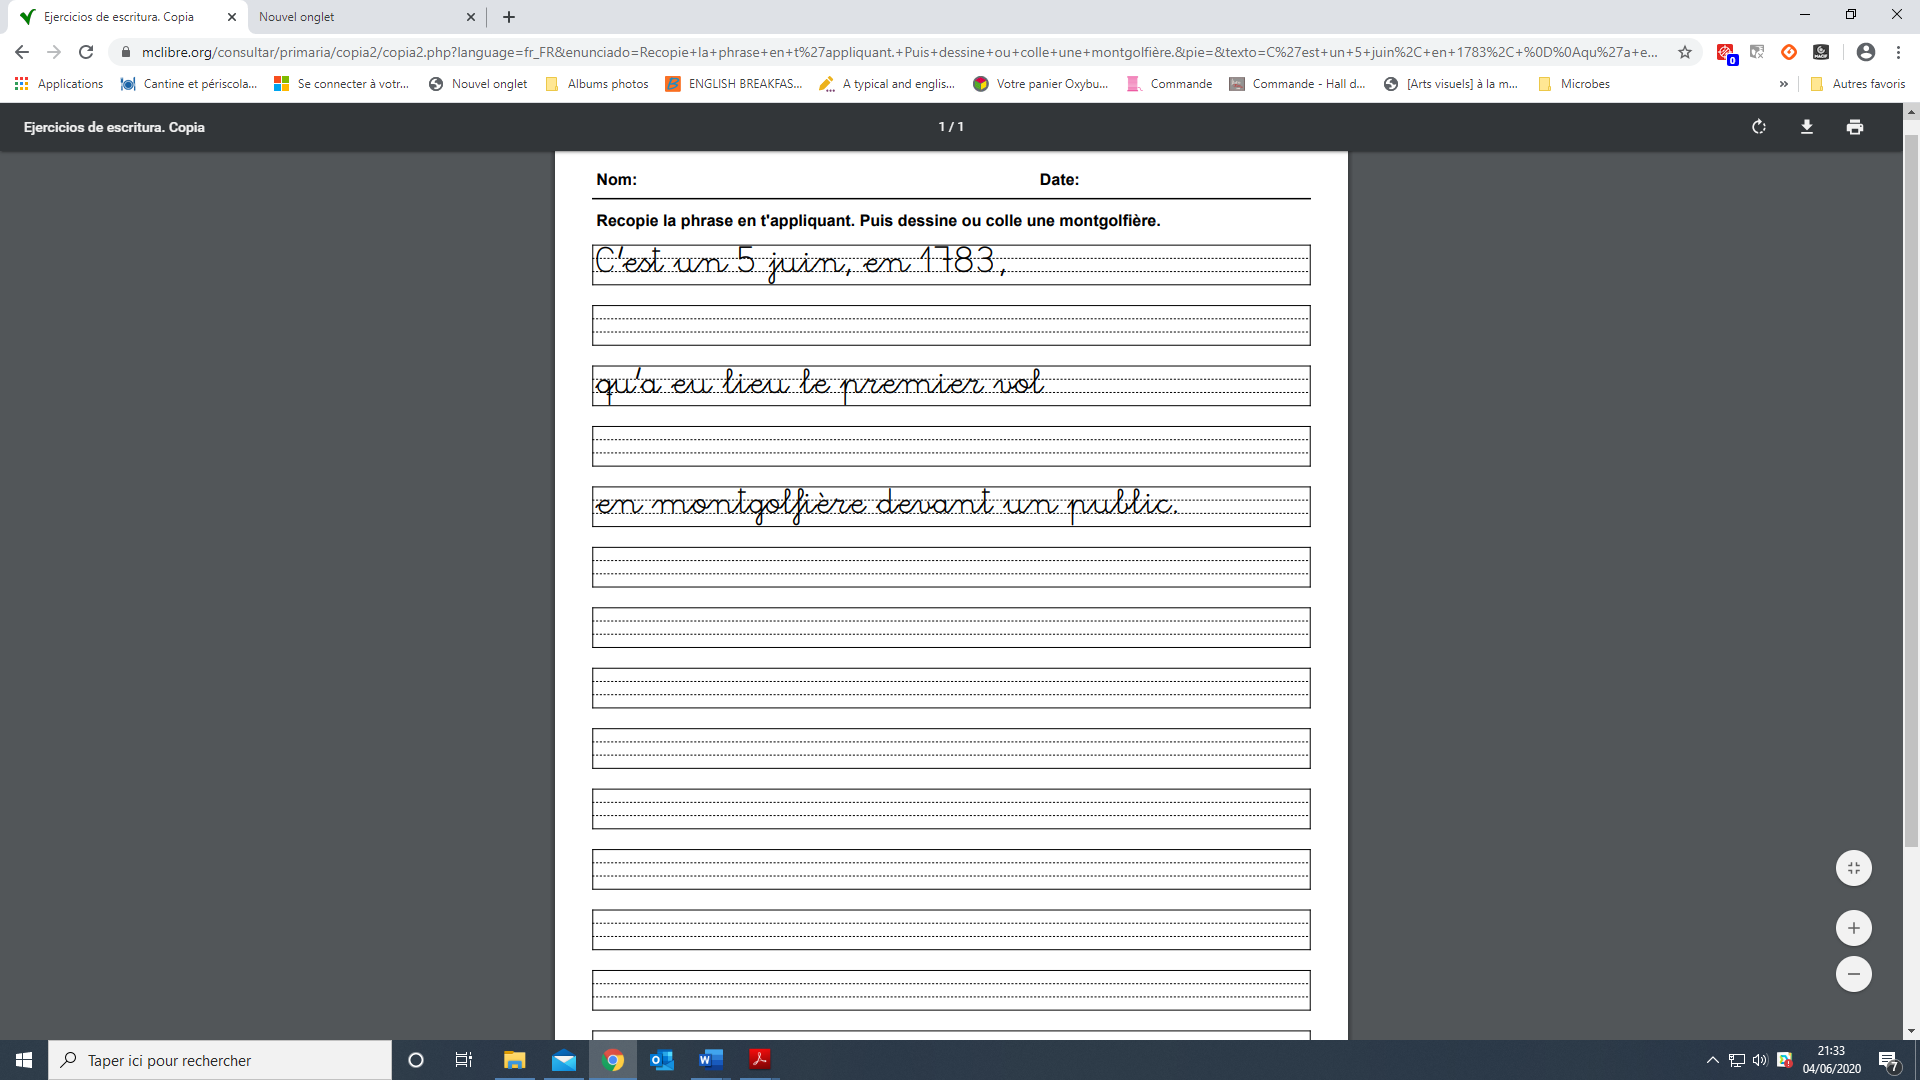 Ejercicios de escritura. Copia
Nouvel onglet
mclibre.org/consultar/primaria/copia2/copia2.php?language=fr_FR&enunciado=Recopie+la+phrase+en+t%27appliquant.+Puis+dessine+ou+colle+une+montgolfière.&pie=&texto=C%27est+un+5+juin%2C+en+1783%2C+%0D%0Aqu%27a+e...
0
Applications
Cantine et périscola...
Se connecter à votr...
Nouvel onglet
Albums photos
ENGLISH BREAKFAS...
A typical and englis...
Votre panier Oxybu...
Commande
Commande - Hall d...
[Arts visuels] à la m...
Microbes
»
Autres favoris
Ejercicios de escritura. Copia
1 / 1
Nom: Date:
Recopie la phrase en t'appliquant. Puis dessine ou colle une montgolfière.
C'est un 5 juin, en 1783,
qu'a eu lieu le premier vol
en montgolfière devant un public.
Taper ici pour rechercher
21:33
04/06/2020
7